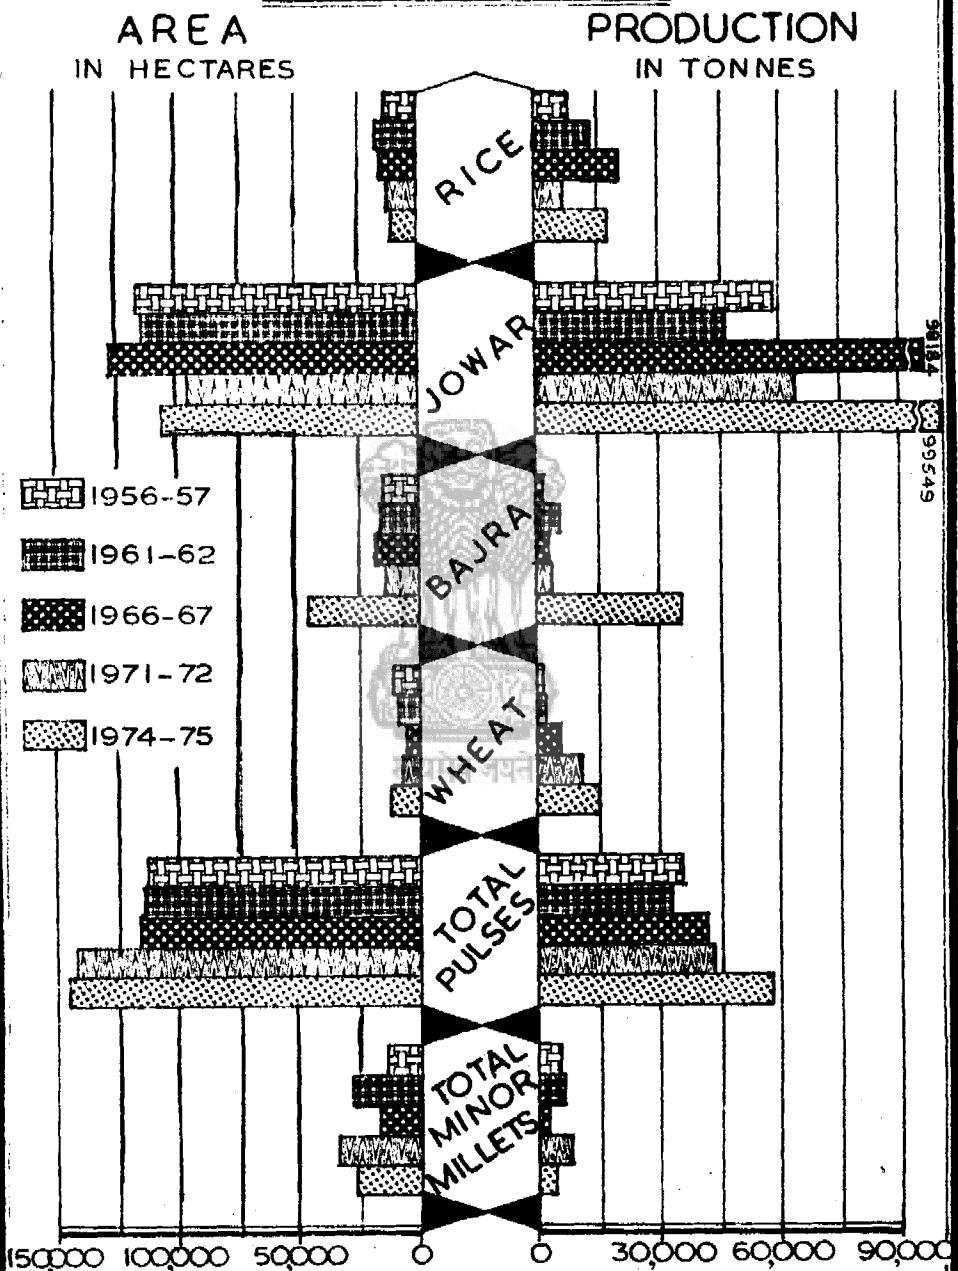 AREA
IN HECTARES
PRODUCTION
IN TONNES
RICE
JOWAR
9184
99549
BAJRA
1956-57
1961-62
1966-67
1971-72
1974-75
WHEAT
TOTAL
PULSES
TOTAL
MINOR
MILLETS
150000 100,000 50,000 0 0 30,000 60,000 90,000